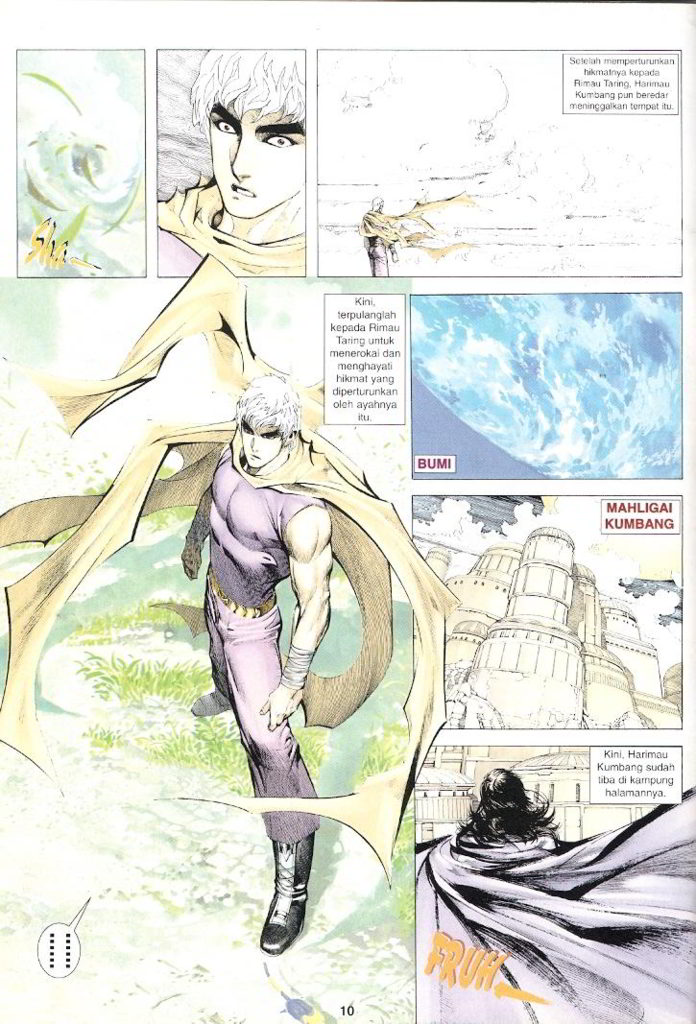 Sha
Setelah memperturunkan
hikmatnya kepada
Rimau Taring, Harimau
Kumbang pun beredar
meninggalkan tempat itu.
Kini,
terpulanglah
kepada Rimau
Taring untuk
menerokai dan
menghayati
hikmat yang
diperturunkan
oleh ayahnya
itu.
BUMI
MAHLIGAI
KUMBANG
Kini, Harimau
Kumbang sudah
tiba di kampung
halamannya.
FRUH
10